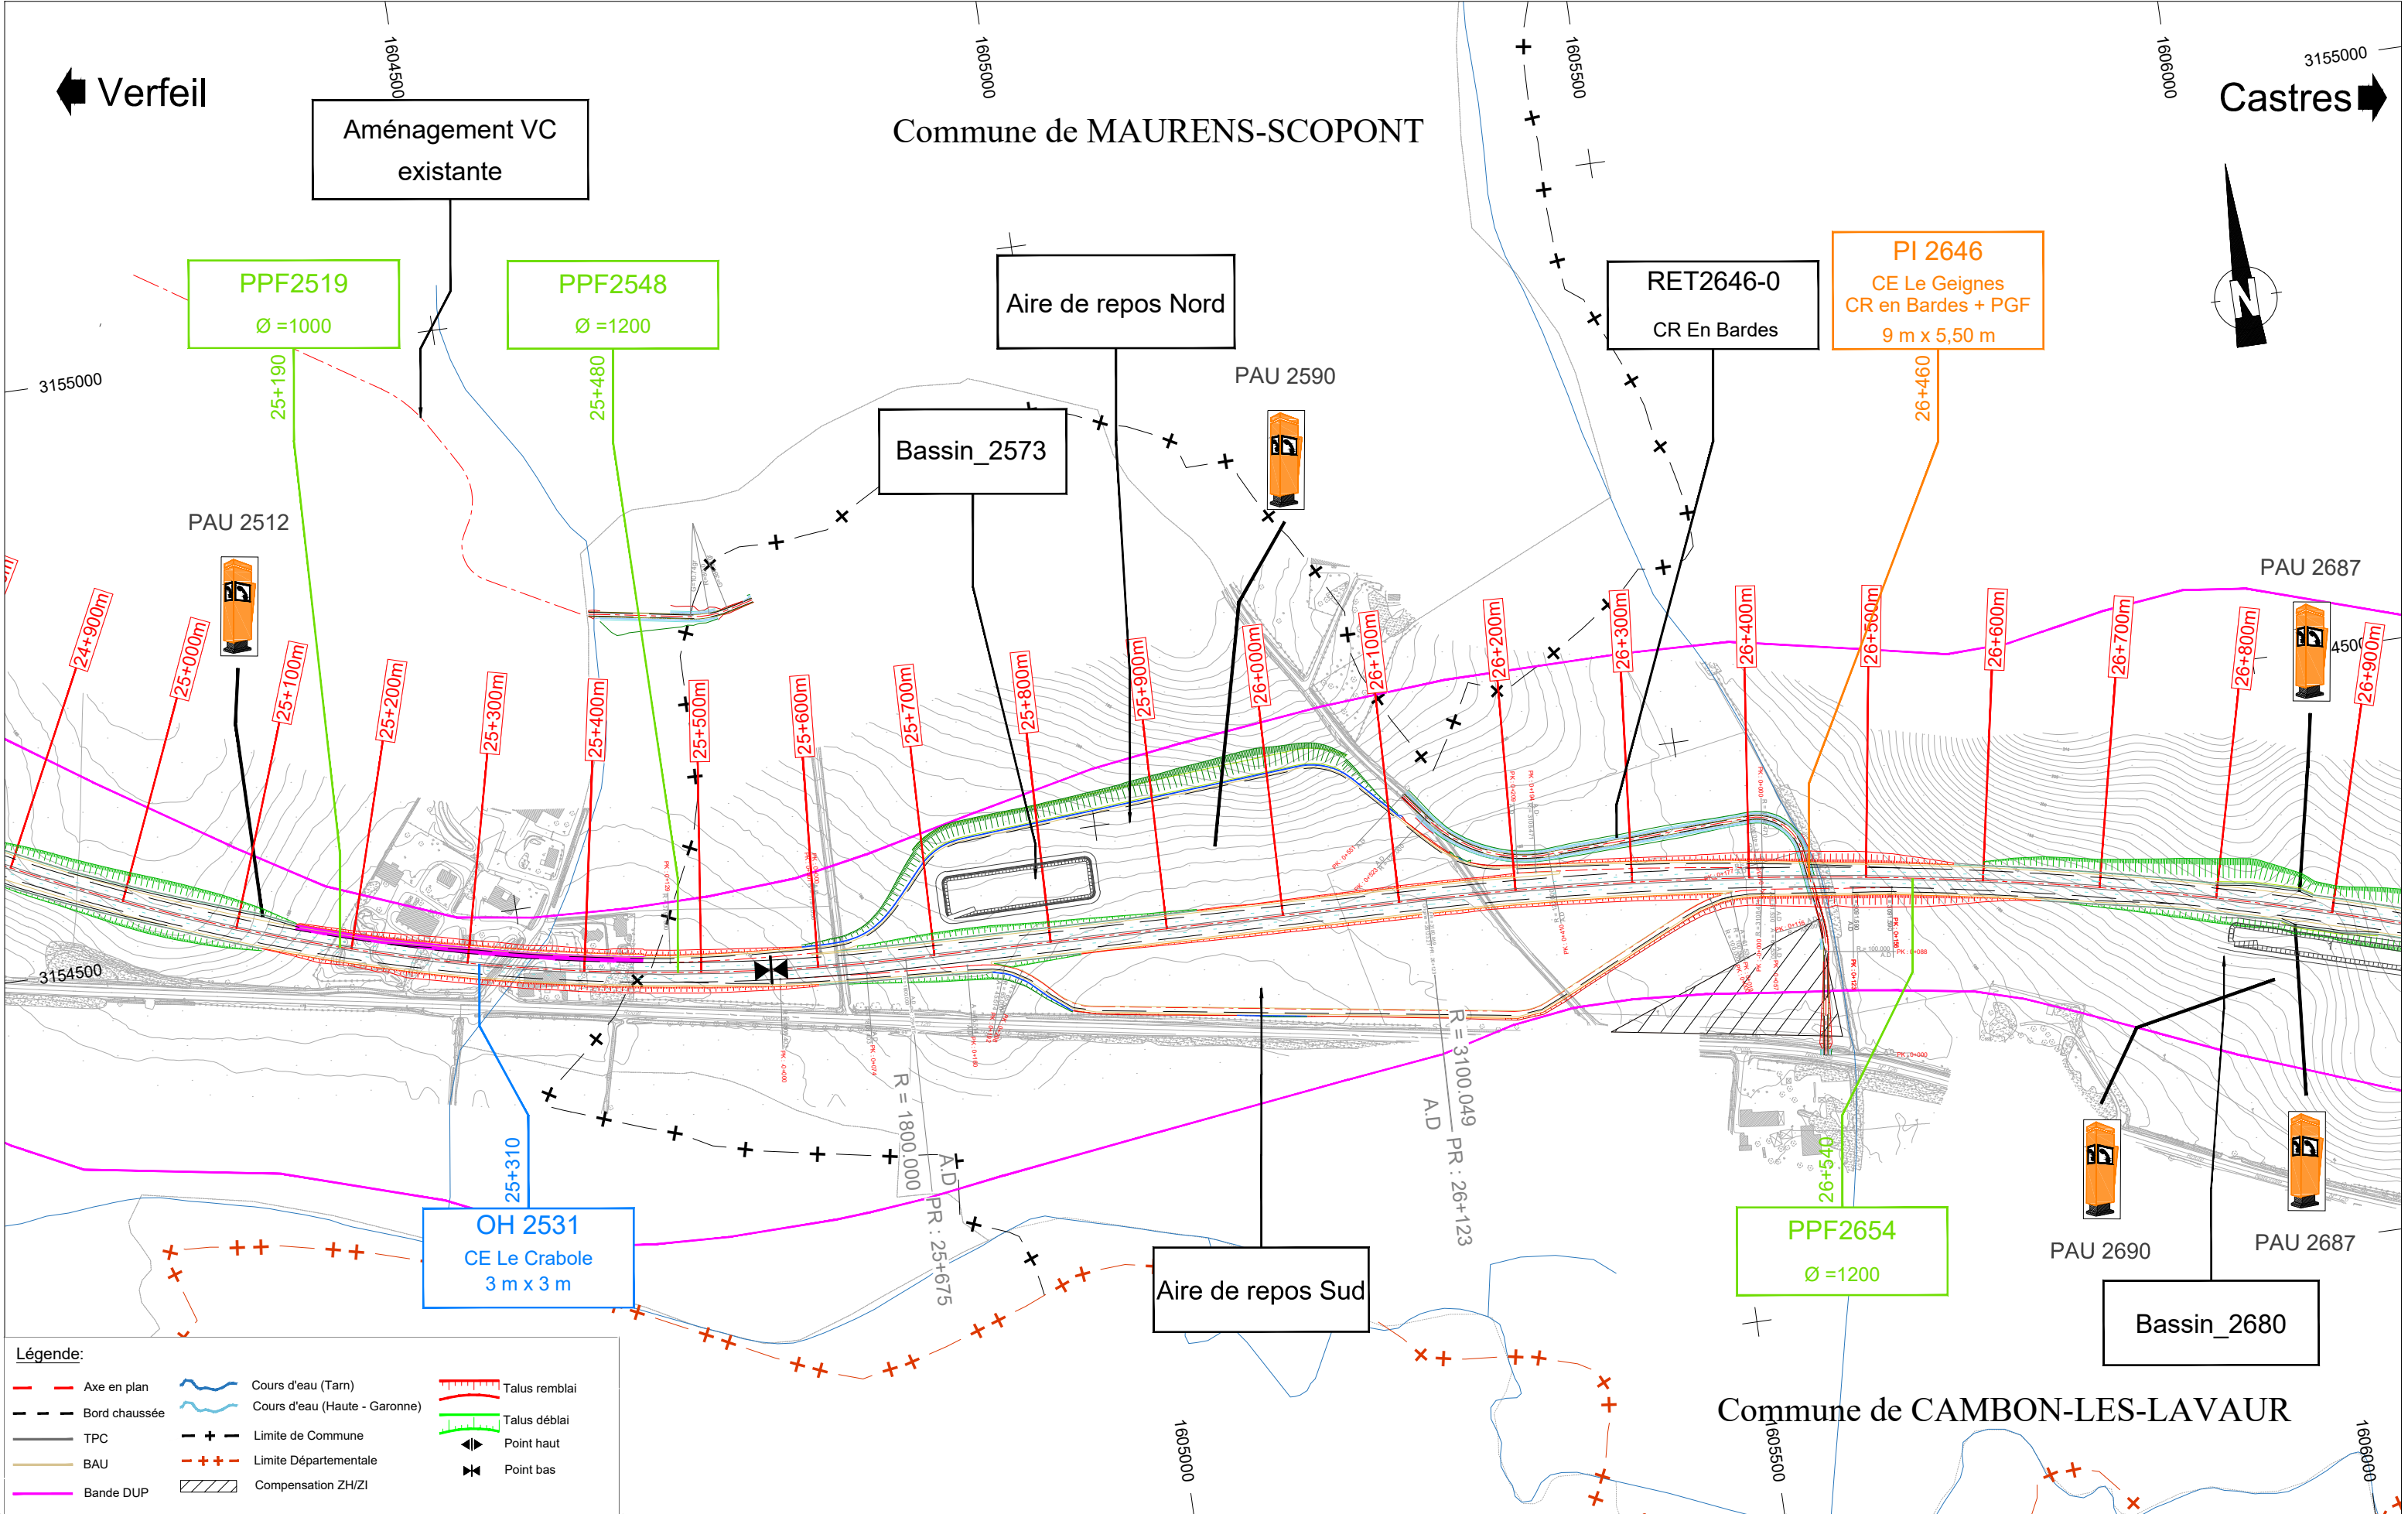 1604500
1605000
1605500
1606000
3155000
Verfeil
Castres
Aménagement VC
existante
Commune de MAURENS-SCOPONT
PPF2519
Ø =1000
25+190
PPF2548
Ø =1200
25+480
Aire de repos Nord
RET2646-0
CR En Bardes
PI 2646
CE Le Geignes
CR en Bardes + PGF
9 m x 5,50 m
26+460
N
3155000
PAU 2590
Bassin_2573
PAU 2512
PAU 2687
24+900m
25+000m
25+100m
25+200m
25+300m
25+400m
25+500m
25+600m
25+700m
25+800m
25+900m
26+000m
26+100m
26+200m
26+300m
26+400m
26+500m
26+600m
26+700m
26+800m
26+900m
4500
3154500
R = 1800.000
A.D
PR : 25+675
R = 3100.049
A.D
PR : 26+123
25+310
OH 2531
CE Le Crabole
3 m x 3 m
Aire de repos Sud
26+540
PPF2654
Ø =1200
PAU 2690
PAU 2687
Bassin_2680
Commune de CAMBON-LES-LAVAUR
1605000
1605500
1606000
Légende:
Axe en plan
Bord chaussée
TPC
BAU
Bande DUP
Cours d'eau (Tarn)
Cours d'eau (Haute - Garonne)
Limite de Commune
Limite Départementale
Compensation ZH/ZI
Talus remblai
Talus déblai
Point haut
Point bas